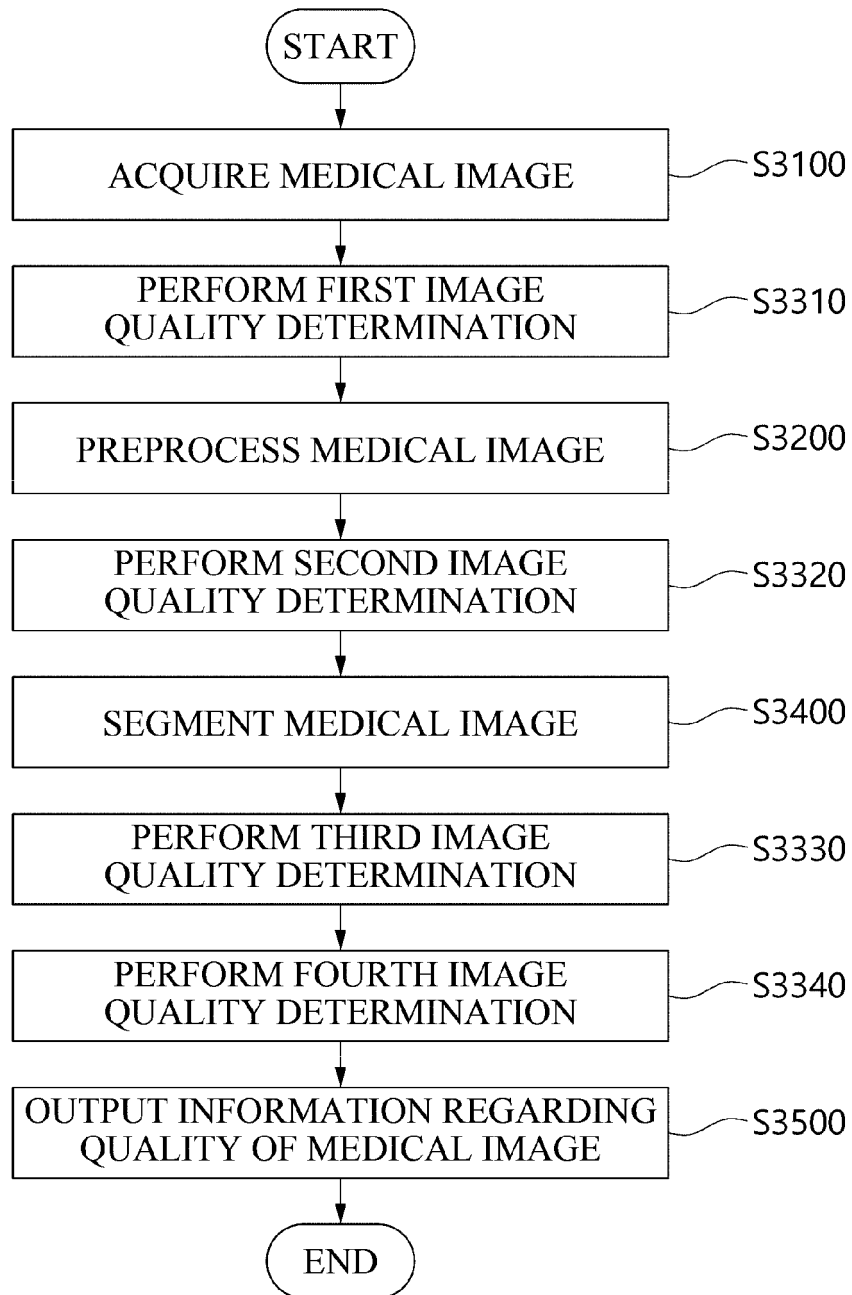 START
ACQUIRE MEDICAL IMAGE
S3100
PERFORM FIRST IMAGE
QUALITY DETERMINATION
S3310
PREPROCESS MEDICAL IMAGE
S3200
PERFORM SECOND IMAGE
QUALITY DETERMINATION
S3320
SEGMENT MEDICAL IMAGE
S3400
PERFORM THIRD IMAGE
QUALITY DETERMINATION
S3330
PERFORM FOURTH IMAGE
QUALITY DETERMINATION
S3340
OUTPUT INFORMATION REGARDING
QUALITY OF MEDICAL IMAGE
S3500
END